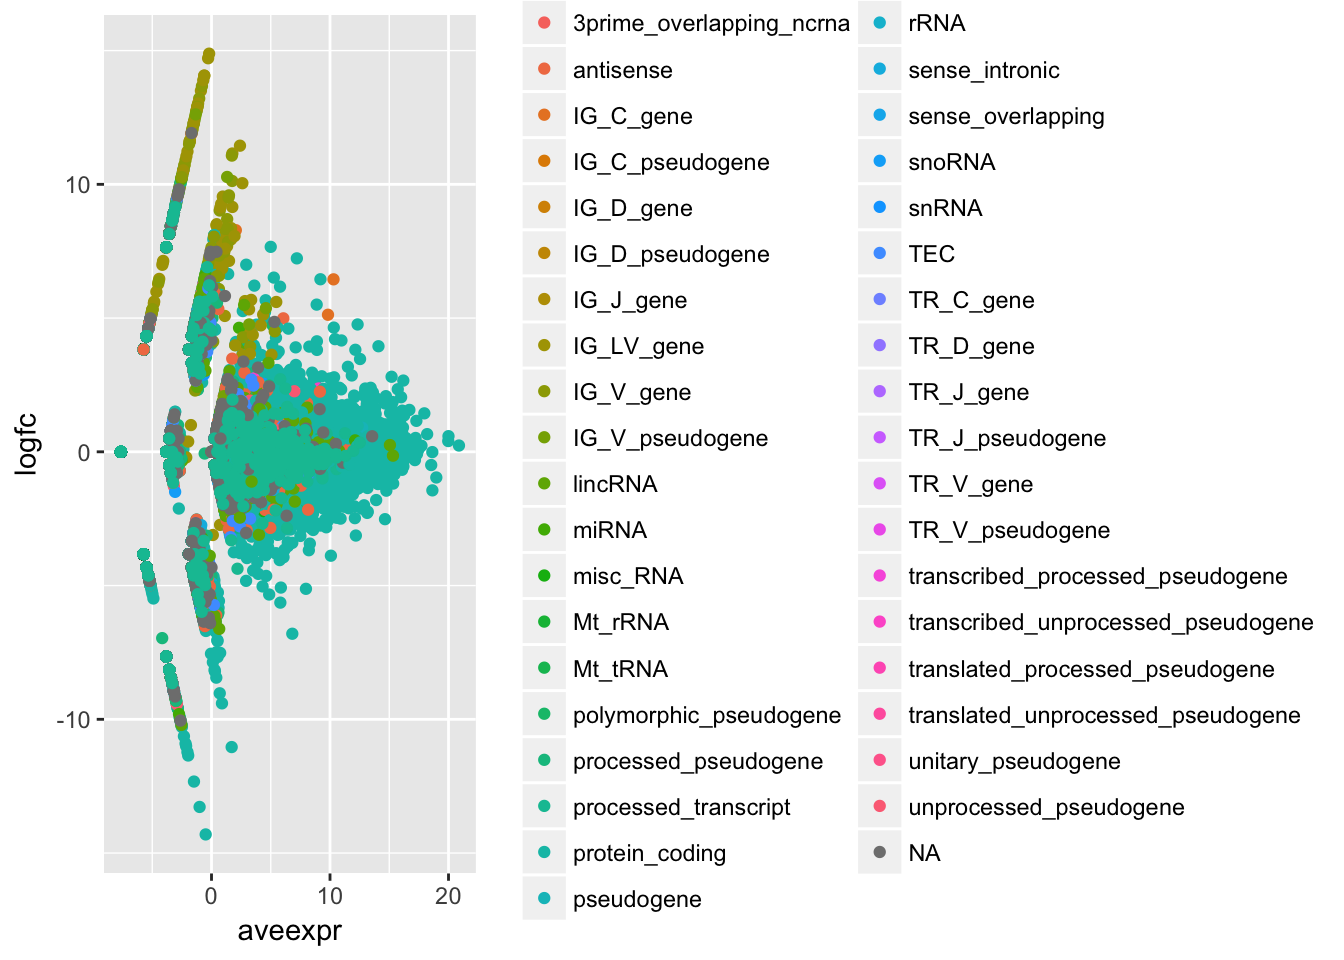 logfc
10
0
-10
0
10
20
aveexpr
3prime_overlapping_ncrna
antisense
IG_C_gene
IG_C_pseudogene
IG_D_gene
IG_D_pseudogene
IG_J_gene
IG_LV_gene
IG_V_gene
IG_V_pseudogene
lincRNA
miRNA
misc_RNA
Mt_rRNA
Mt_tRNA
polymorphic_pseudogene
processed_pseudogene
processed_transcript
protein_coding
pseudogene
rRNA
sense_intronic
sense_overlapping
snoRNA
snRNA
TEC
TR_C_gene
TR_D_gene
TR_J_gene
TR_J_pseudogene
TR_V_gene
TR_V_pseudogene
transcribed_processed_pseudogene
transcribed_unprocessed_pseudogene
translated_processed_pseudogene
translated_unprocessed_pseudogene
unitary_pseudogene
unprocessed_pseudogene
NA